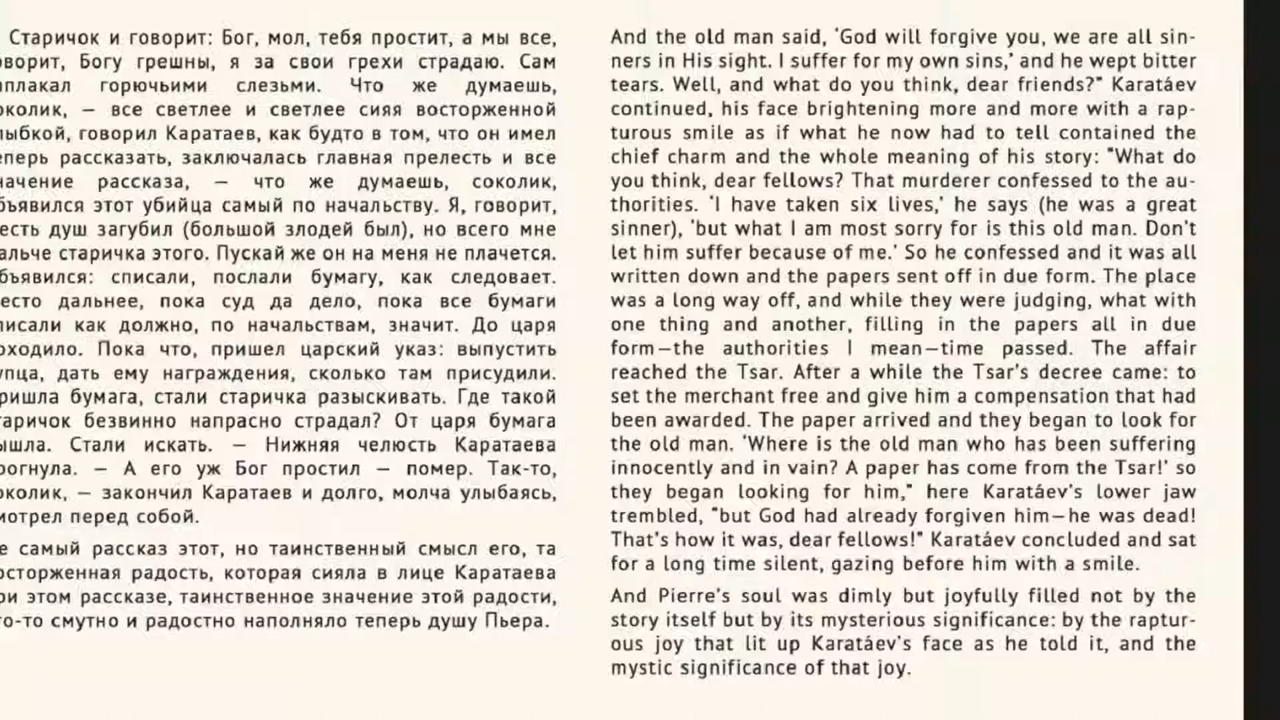 Старичок и говорит: Бог, мол, тебя простит, а мы все,
оворит, Богу грешны, я за свои грехи страдаю. Сам
аплакал горючьими слезьми. Что же думаешь,
околик, — все светлее и светлее сияя восторженной
лыбкой, говорил Каратаев, как будто в том, что он имел
еперь рассказать, заключалась главная прелесть и все
начение рассказа, — что же думаешь, соколик,
бъявился этот убийца самый по начальству. Я, говорит,
есть душ загубил (большой злодей был), но всего мне
альче старичка этого. Пускай же он на меня не плачется.
бъявился: списали, послали бумагу, как следовает.
есто дальнее, пока суд да дело, пока все бумаги
писали как должно, по начальствам, значит. До царя
оходило. Пока что, пришел царский указ: выпустить
упца, дать ему награждения, сколько там присудили.
ришла бумага, стали старичка разыскивать. Где такой
таричок безвинно напрасно страдал? От царя бумага
ышла. Стали искать. — Нижняя челюсть Каратаева
рогнула. — А его уж Бог простил — помер. Так-то,
околик, — закончил Каратаев и долго, молча улыбаясь,
мотрел перед собой.
е самый рассказ этот, но таинственный смысл его, та
осторженная радость, которая сияла в лице Каратаева
ри этом рассказе, таинственное значение этой радости,
то-то смутно и радостно наполняло теперь душу Пьера.
And the old man said, 'God will forgive you, we are all sin-
ners in His sight. I suffer for my own sins,' and he wept bitter
tears. Well, and what do you think, dear friends?" Karatáev
continued, his face brightening more and more with a rap-
turous smile as if what he now had to tell contained the
chief charm and the whole meaning of his story: "What do
you think, dear fellows? That murderer confessed to the au-
thorities. 'I have taken six lives,' he says (he was a great
sinner), 'but what I am most sorry for is this old man. Don't
let him suffer because of me.' So he confessed and it was all
written down and the papers sent off in due form. The place
was a long way off, and while they were judging, what with
one thing and another, filling in the papers all in due
form—the authorities I mean—time passed. The affair
reached the Tsar. After a while the Tsar's decree came: to
set the merchant free and give him a compensation that had
been awarded. The paper arrived and they began to look for
the old man. 'Where is the old man who has been suffering
innocently and in vain? A paper has come from the Tsar!' so
they began looking for him," here Karatáev's lower jaw
trembled, "but God had already forgiven him—he was dead!
That's how it was, dear fellows!" Karatáev concluded and sat
for a long time silent, gazing before him with a smile.
And Pierre's soul was dimly but joyfully filled not by the
story itself but by its mysterious significance: by the raptur-
ous joy that lit up Karatáev's face as he told it, and the
mystic significance of that joy.